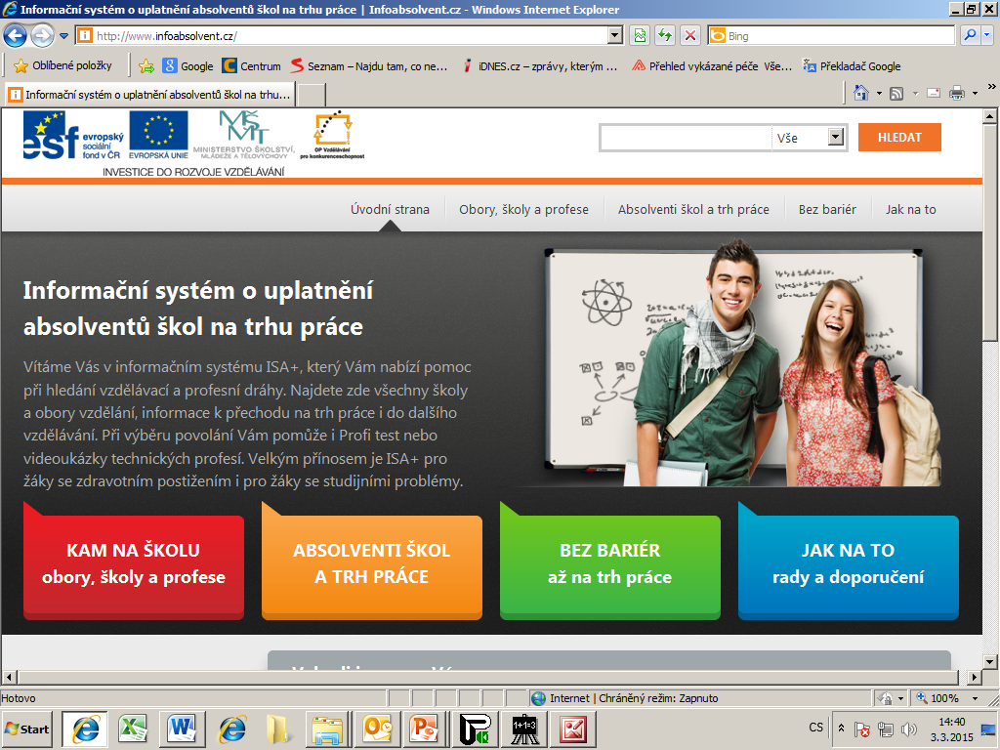 Informační systém o uplatnění absolventů škol na trhu práce | Infoabsolvent.cz - Windows Internet Explorer
http://www.infoabsolvent.cz/
Bing
Oblíbené položky
Google
Centrum
Seznam – Najdu tam, co ne...
iDNES.cz – zprávy, kterým ...
Přehled vykázané péče Vše...
Překladač Google
Informační systém o uplatnění absolventů škol na trhu...
esf evropský sociální fond v ČR
EVROPSKÁ UNIE
MŠMT
MINISTERSTVO ŠKOLSTVÍ,
MLÁDEŽE A TĚLOVÝCHOVY
OP Vzdělávání
pro konkurenceschopnost
INVESTICE DO ROZVOJE VZDĚLÁVÁNÍ
Vše
HLEDAT
Úvodní strana
Obory, školy a profese
Absolventi škol a trh práce
Bez bariér
Jak na to
Informační systém o uplatnění
absolventů škol na trhu práce
Vítáme Vás v informačním systému ISA+, který Vám nabízí pomoc
při hledání vzdělávací a profesní dráhy. Najdete zde všechny školy
a obory vzdělání, informace k přechodu na trh práce i do dalšího
vzdělávání. Při výběru povolání Vám pomůže i Profi test nebo
videoukázky technických profesí. Velkým přínosem je ISA+ pro
žáky se zdravotním postižením i pro žáky se studijními problémy.
KAM NA ŠKOLU
obory, školy a profese
ABSOLVENTI ŠKOL
A TRH PRÁCE
BEZ BARIÉR
až na trh práce
JAK NA TO
rady a doporučení
Hotovo
Internet | Chráněný režim: Zapnuto
100%
Start
1+1=3
CS
14:40
3.3.2015